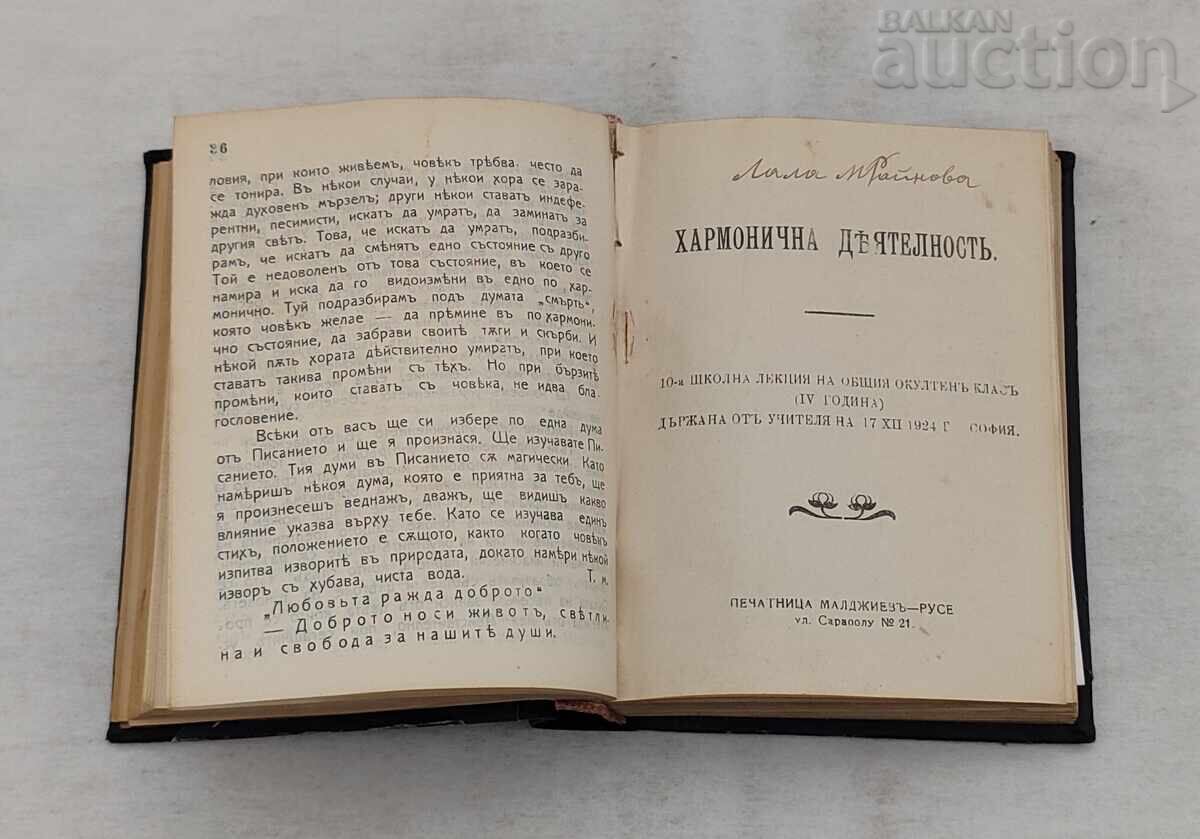 BALKAN
auction
36
ловия, при които живѣемъ, човѣкъ трѣбва често да
се тонира. Въ нѣкои случаи, у нѣкои хора се зара-
жда духовенъ мързелъ; други нѣкои ставатъ индефе-
рентни, песимисти, искатъ да умратъ, да заминатъ за
другия свѣтъ. Това, че искатъ да умратъ, подразби-
рамъ, че искатъ да смѣнятъ едно състояние съ друго
Той е недоволенъ отъ това състояние, въ което се
намира и иска да го видоизмѣни въ едно по хар-
монично. Туй подразбирамъ подъ думата „смърть“,
която човѣкъ желае — да прѣмине въ по хармони-
чно състояние, да забрави своитѣ тѫги и скърби. И
нѣкой пѫть хората дѣйствително умиратъ, при което
ставатъ такива промѣни съ тѣхъ. Но при бързитѣ
промѣни, които ставатъ съ човѣка, не идва бла-
гословение.
Всѣки отъ васъ ще си избере по една дума
отъ Писанието и ще я произнася. Ще изучавате Пи-
санието. Тия думи въ Писанието сѫ магически Като
намѣришъ нѣкоя дума, която е приятна за тебъ, ще
я произнесешъ веднажъ, дважъ, ще видишъ какво
влияние указва върху тебе. Като се изучава единъ
стихъ, положението е сѫщото, както когато човѣкъ
изпитва изворитѣ въ природата, докато намѣри нѣкой
изворъ съ хубава, чиста вода. Т. м.
"Любовьта ражда доброто"
— Доброто носи животъ, свѣтли-
на и свобода за нашитѣ души.
Лала М Райнова
ХАРМОНИЧНА ДѢЯТЕЛНОСТЬ.
10-а ШКОЛНА ЛЕКЦИЯ НА ОБЩИЯ ОКУЛТЕНЪ КЛАСЪ
(IV ГОДИНА)
ДЪРЖАНА ОТЪ УЧИТЕЛЯ НА 17 XII 1924 Г СОФИЯ.
ПЕЧАТНИЦА МАЛДЖИЕВЪ—РУСЕ
ул. Сараолу № 21.